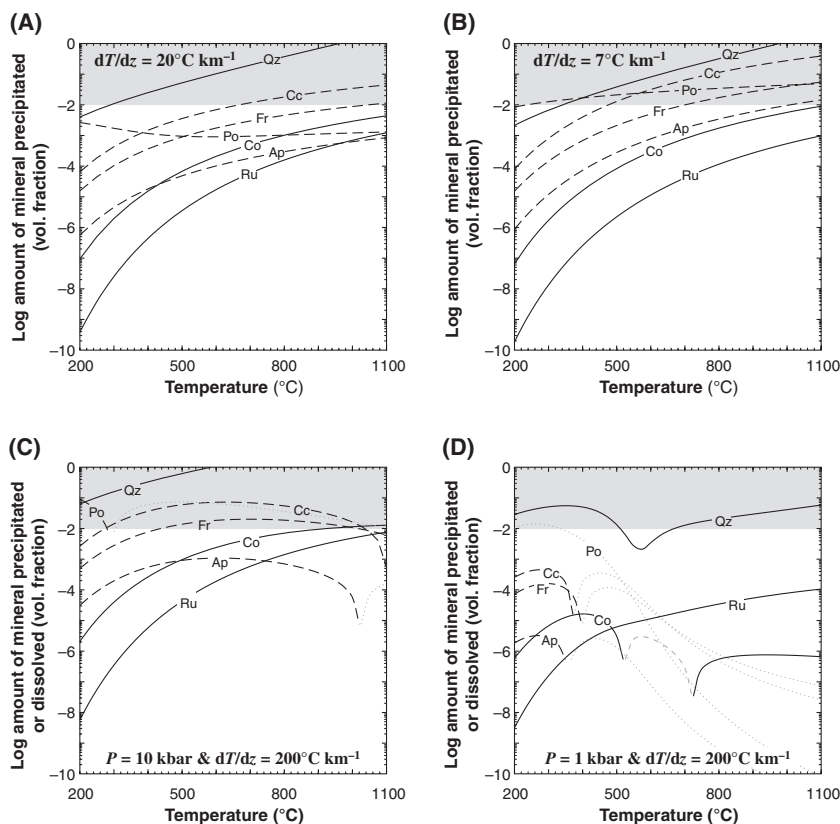 (A)
dT/dz = 20°C km⁻¹
Qz
Cc
Fr
Po
Co
Ap
Ru
0
−2
−4
−6
−8
−10
200
500
800
1100
Temperature (°C)
Log amount of mineral precipitated
(vol. fraction)
(B)
dT/dz = 7°C km⁻¹
Qz
Cc
Po
Fr
Ap
Co
Ru
0
−2
−4
−6
−8
−10
200
500
800
1100
Temperature (°C)
Log amount of mineral precipitated
(vol. fraction)
(C)
Qz
Po
Cc
Fr
Co
Ap
Ru
P = 10 kbar & dT/dz = 200°C km⁻¹
0
−2
−4
−6
−8
−10
200
500
800
1100
Temperature (°C)
Log amount of mineral precipitated
or dissolved (vol. fraction)
(D)
Qz
Po
Cc
Fr
Ru
Co
Ap
P = 1 kbar & dT/dz = 200°C km⁻¹
0
−2
−4
−6
−8
−10
200
500
800
1100
Temperature (°C)
Log amount of mineral precipitated
or dissolved (vol. fraction)